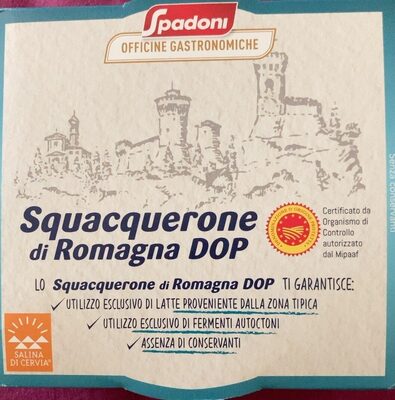 Spadoni
OFFICINE GASTRONOMICHE
Senza conservanti
Squacquerone
di Romagna DOP
Certificato da
Organismo di
Controllo
autorizzato
dal Mipaaf
LO Squacquerone di Romagna DOP TI GARANTISCE:
✓ UTILIZZO ESCLUSIVO DI LATTE PROVENIENTE DALLA ZONA TIPICA
✓ UTILIZZO ESCLUSIVO DI FERMENTI AUTOCTONI
✓ ASSENZA DI CONSERVANTI
SALINA
DI CERVIA®